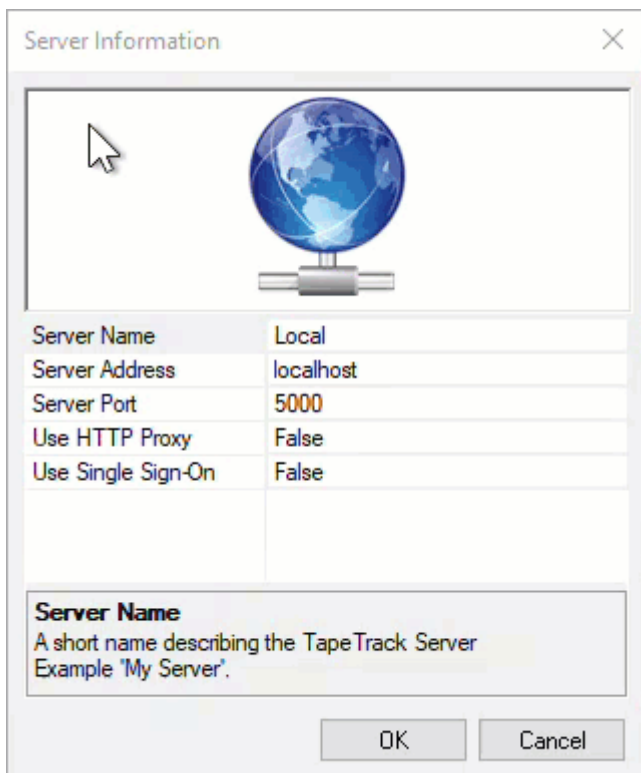 Server Information
Server Name Local
Server Address localhost
Server Port 5000
Use HTTP Proxy False
Use Single Sign-On False
Server Name
A short name describing the TapeTrack Server
Example 'My Server'.
OK Cancel